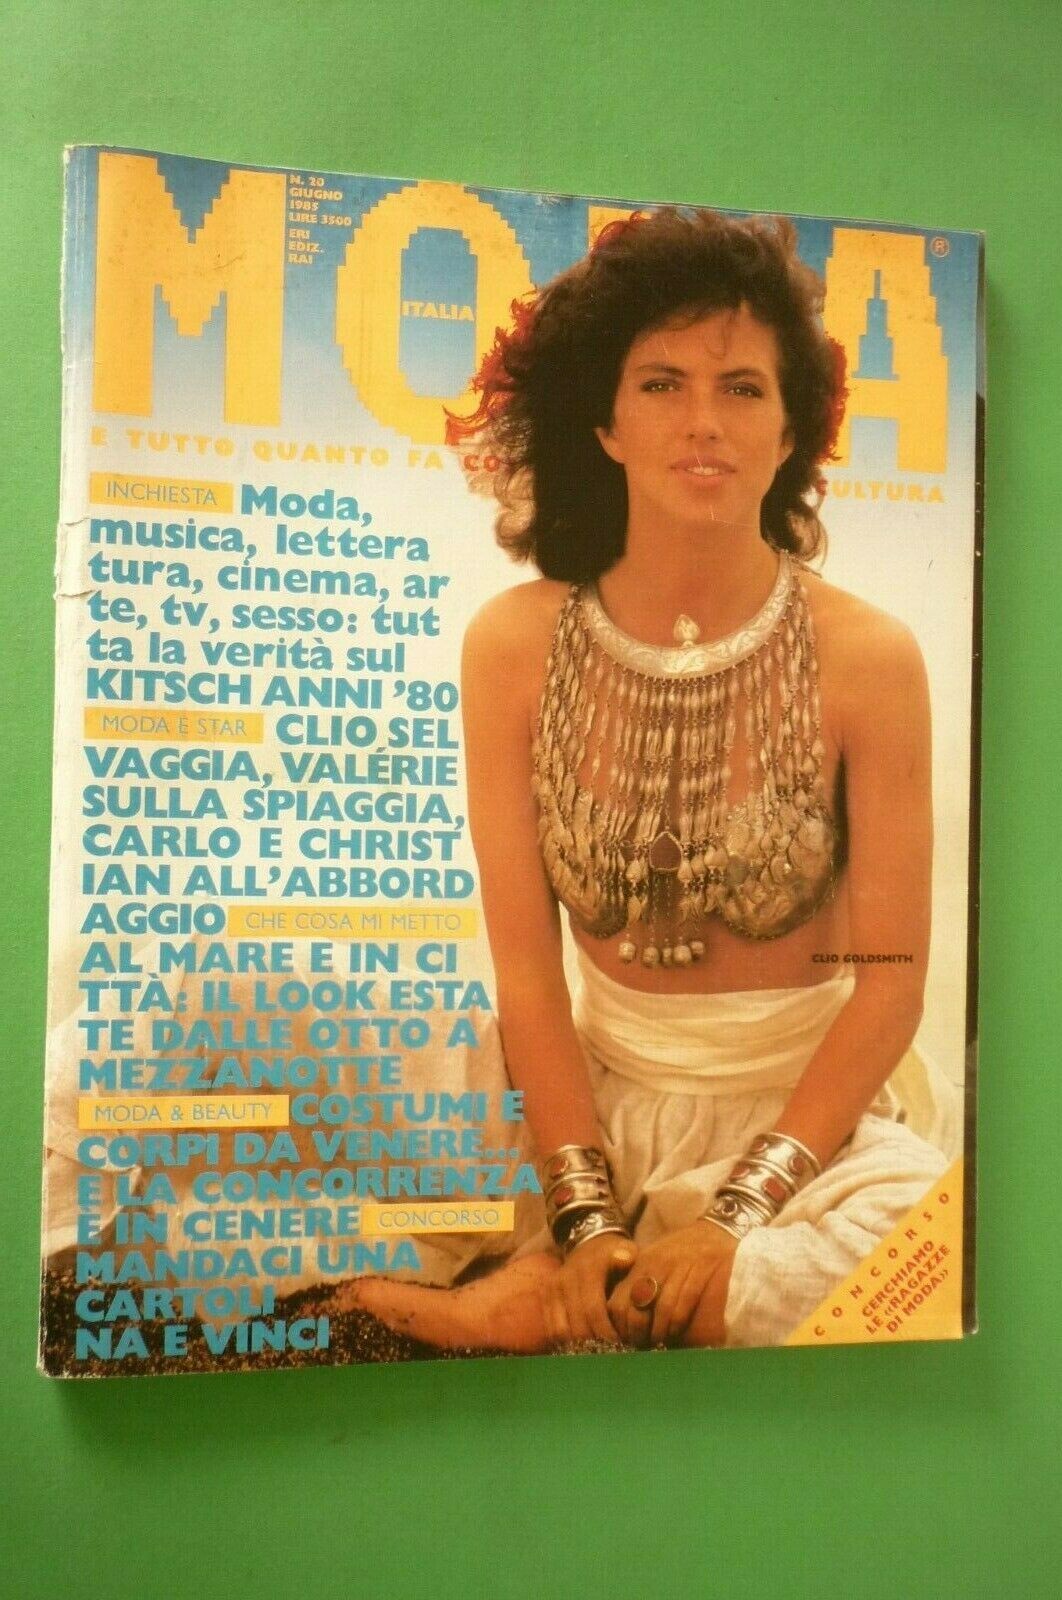 MODA
N. 20
GIUGNO
1985
LIRE 3500
ERI
EDIZ.
RAI
ITALIA
®
E TUTTO QUANTO FA CO CULTURA
INCHIESTA Moda,
musica, lettera
tura, cinema, ar
te, tv, sesso: tut
ta la verità sul
KITSCH ANNI '80
MODA E STAR CLIO SEL
VAGGIA, VALÉRIE
SULLA SPIAGGIA,
CARLO E CHRIST
IAN ALL'ABBORD
AGGIO CHE COSA MI METTO
AL MARE E IN CI
TTÀ: IL LOOK ESTA
TE DALLE OTTO A
MEZZANOTTE
MODA & BEAUTY COSTUMI E
CORPI DA VENERE...
E LA CONCORRENZA
È IN CENERE CONCORSO
MANDACI UNA
CARTOLI
NA E VINCI
CLIO GOLDSMITH
CONCORSO
CERCHIAMO
LE «RAGAZZE
DI MODA»